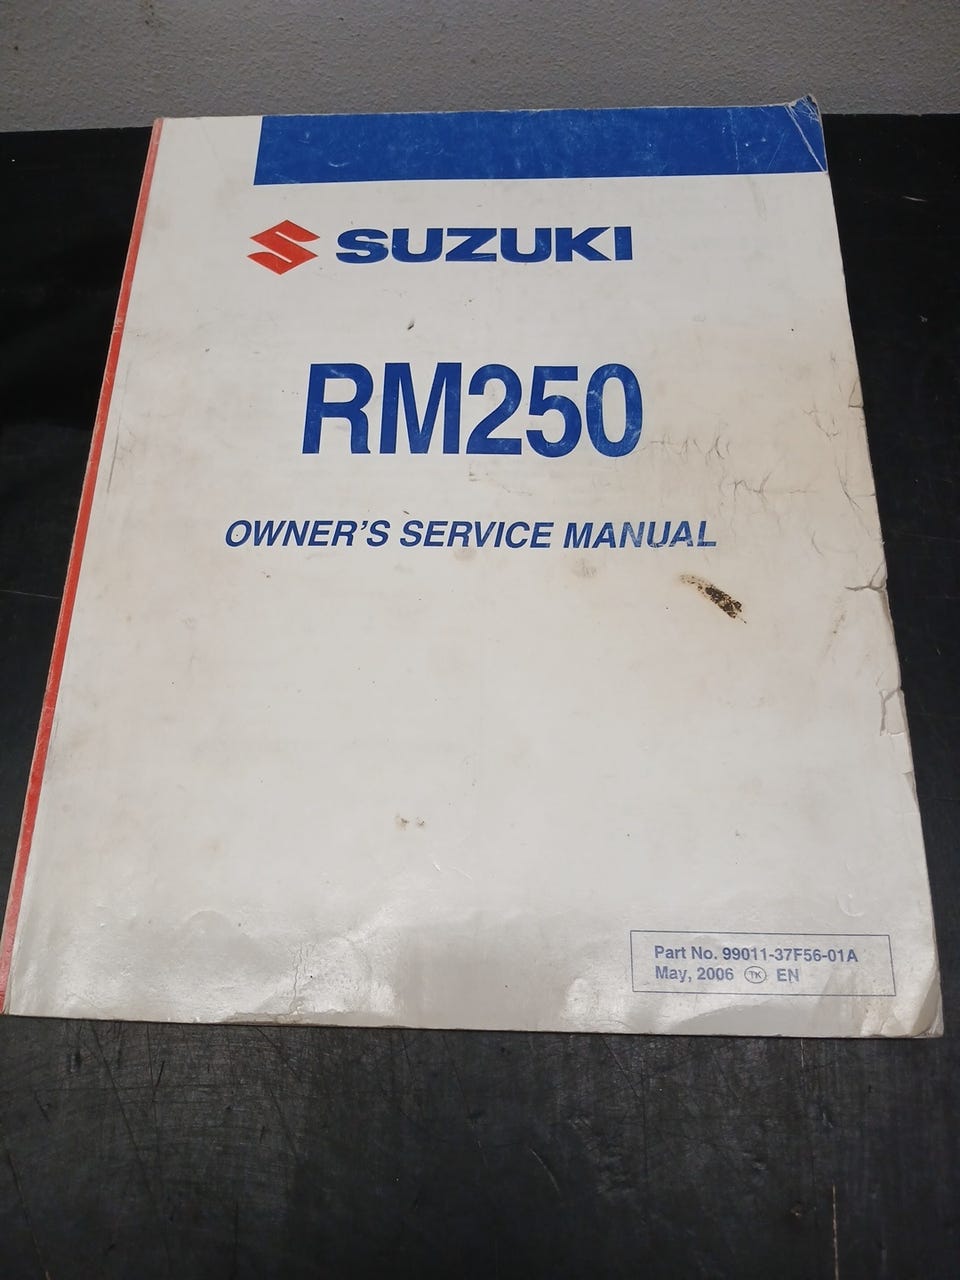 SUZUKI
RM250
OWNER'S SERVICE MANUAL
Part No. 99011-37F56-01A
May, 2006 TK EN